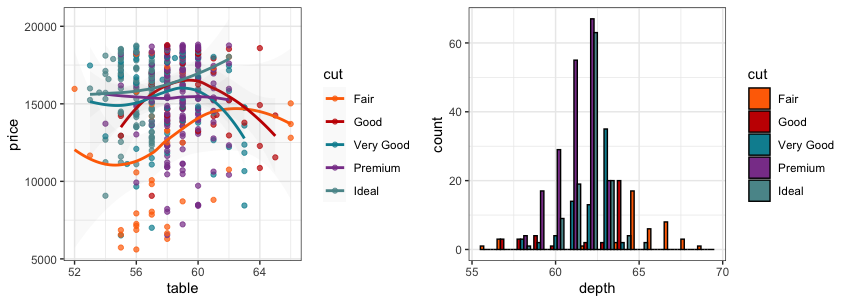 price
20000
15000
10000
5000
52
56
60
64
table
cut
Fair
Good
Very Good
Premium
Ideal
count
60
40
20
0
55
60
65
70
depth
cut
Fair
Good
Very Good
Premium
Ideal